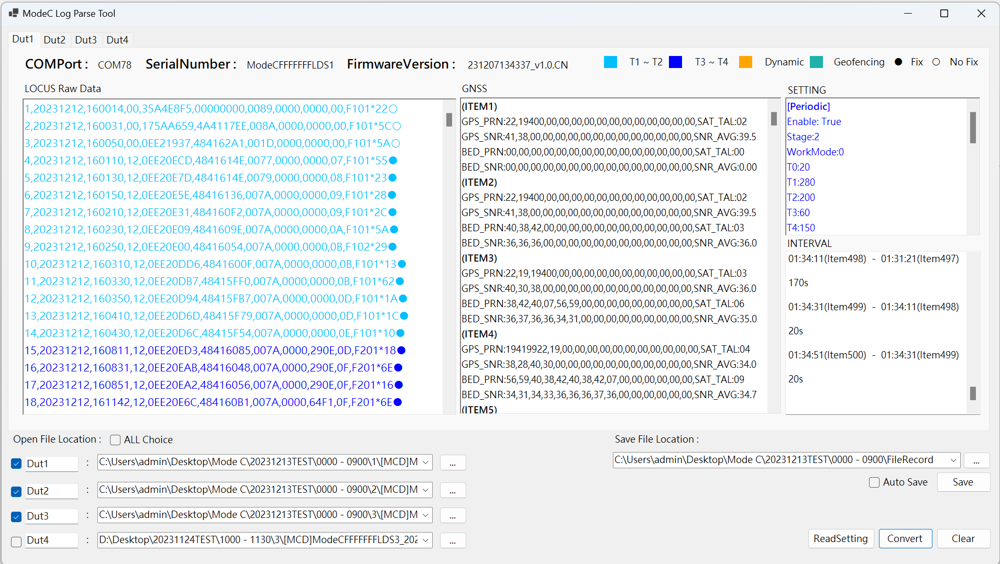 ModeC Log Parse Tool
Dut1 Dut2 Dut3 Dut4
COMPort : COM78 SerialNumber : ModeCFFFFFFFLDS1 FirmwareVersion : 231207134337_v1.0.CN
T1 ~ T2 T3 ~ T4 Dynamic Geofencing Fix No Fix
LOCUS Raw Data
1,20231212,160014,00,35A4E8F5,00000000,0089,0000,0000,00,F101*22○
2,20231212,160031,00,175AA659,4A4117EE,008A,0000,0000,00,F101*5C○
3,20231212,160050,00,0EE21937,484162A1,001D,0000,0000,00,F101*5A○
4,20231212,160110,12,0EE20ECD,4841614E,0077,0000,0000,07,F101*55●
5,20231212,160130,12,0EE20E7D,4841614E,0079,0000,0000,08,F101*23●
6,20231212,160150,12,0EE20E5E,48416136,007A,0000,0000,09,F101*28●
7,20231212,160210,12,0EE20E31,484160F2,007A,0000,0000,09,F101*2C●
8,20231212,160230,12,0EE20E09,4841609E,007A,0000,0000,0A,F101*5A●
9,20231212,160250,12,0EE20E00,48416054,007A,0000,0000,0B,F102*29●
10,20231212,160310,12,0EE20DD6,4841600F,007A,0000,0000,0B,F101*13●
11,20231212,160330,12,0EE20DB7,48415FF0,007A,0000,0000,0B,F101*62●
12,20231212,160350,12,0EE20D94,48415FB7,007A,0000,0000,0D,F101*1A●
13,20231212,160410,12,0EE20D6D,48415F79,007A,0000,0000,0D,F101*1C●
14,20231212,160430,12,0EE20D6C,48415F54,007A,0000,0000,0E,F101*10●
15,20231212,160811,12,0EE20ED3,48416085,007A,0000,290E,0D,F201*18●
16,20231212,160831,12,0EE20EAB,48416048,007A,0000,290E,0F,F201*6E●
17,20231212,160851,12,0EE20EA2,48416056,007A,0000,290E,0F,F201*16●
18,20231212,161142,12,0EE20E6C,484160B1,007A,0000,64F1,0F,F201*6E●
GNSS
(ITEM1)
GPS_PRN:22,19400,00,00,00,00,00,00,00,00,00,00,00,00,SAT_TAL:02
GPS_SNR:41,38,00,00,00,00,00,00,00,00,00,00,00,00,00,SNR_AVG:39.5
BED_PRN:00,00,00,00,00,00,00,00,00,00,00,00,00,00,00,SAT_TAL:00
BED_SNR:00,00,00,00,00,00,00,00,00,00,00,00,00,00,00,SNR_AVG:0.00
(ITEM2)
GPS_PRN:22,19400,00,00,00,00,00,00,00,00,00,00,00,00,SAT_TAL:02
GPS_SNR:41,38,00,00,00,00,00,00,00,00,00,00,00,00,00,SNR_AVG:39.5
BED_PRN:40,38,42,00,00,00,00,00,00,00,00,00,00,00,00,SAT_TAL:03
BED_SNR:36,36,36,00,00,00,00,00,00,00,00,00,00,00,00,SNR_AVG:36.0
(ITEM3)
GPS_PRN:22,19,19400,00,00,00,00,00,00,00,00,00,00,00,SAT_TAL:03
GPS_SNR:40,30,38,00,00,00,00,00,00,00,00,00,00,00,00,SNR_AVG:36.0
BED_PRN:38,42,40,07,56,59,00,00,00,00,00,00,00,00,00,SAT_TAL:06
BED_SNR:36,37,36,36,34,31,00,00,00,00,00,00,00,00,00,SNR_AVG:35.0
(ITEM4)
GPS_PRN:19419922,19,00,00,00,00,00,00,00,00,00,00,00,SAT_TAL:04
GPS_SNR:38,28,40,30,00,00,00,00,00,00,00,00,00,00,00,SNR_AVG:34.0
BED_PRN:56,59,40,38,42,40,38,42,07,00,00,00,00,00,00,SAT_TAL:09
BED_SNR:34,31,34,33,36,36,36,37,36,00,00,00,00,00,00,SNR_AVG:34.7
(ITEM5)
SETTING
[Periodic]
Enable: True
Stage:2
WorkMode:0
T0:20
T1:280
T2:200
T3:60
T4:150
INTERVAL
01:34:11(Item498) - 01:31:21(Item497)
170s
01:34:31(Item499) - 01:34:11(Item498)
20s
01:34:51(Item500) - 01:34:31(Item499)
20s
Open File Location : ALL Choice
Dut1 : C:\Users\admin\Desktop\Mode C\20231213TEST\0000 - 0900\1\[MCD]M ...
Dut2 : C:\Users\admin\Desktop\Mode C\20231213TEST\0000 - 0900\2\[MCD]M ...
Dut3 : C:\Users\admin\Desktop\Mode C\20231213TEST\0000 - 0900\3\[MCD]M ...
Dut4 : D:\Desktop\20231124TEST\1000 - 1130\3\[MCD]ModeCFFFFFFFLDS3_202 ...
Save File Location :
C:\Users\admin\Desktop\Mode C\20231213TEST\0000 - 0900\FileRecord ...
Auto Save Save
ReadSetting Convert Clear